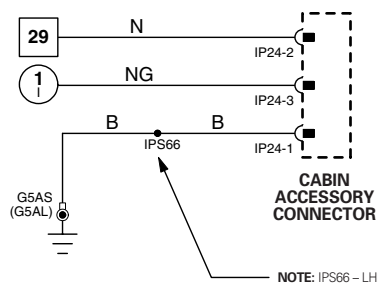 29
N
IP24-2
1
I
NG
IP24-3
B
B
IPS66
IP24-1
G5AS
(G5AL)
CABIN
ACCESSORY
CONNECTOR
NOTE: IPS66 – LH